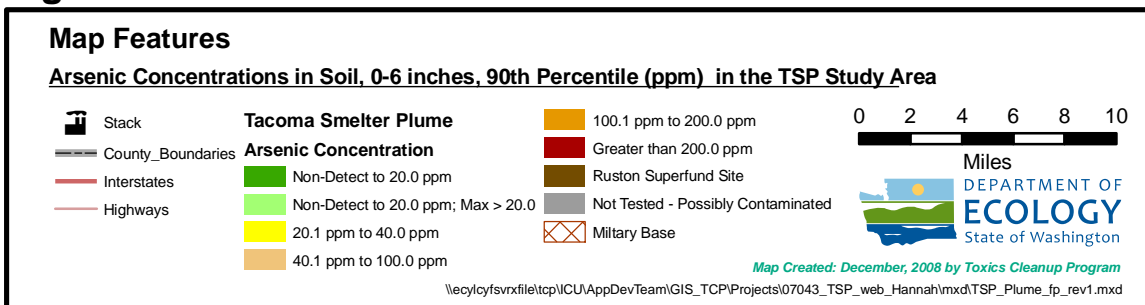 Map Features
Arsenic Concentrations in Soil, 0-6 inches, 90th Percentile (ppm) in the TSP Study Area
Stack
County_Boundaries
Interstates
Highways
Tacoma Smelter Plume
Arsenic Concentration
Non-Detect to 20.0 ppm
Non-Detect to 20.0 ppm; Max > 20.0
20.1 ppm to 40.0 ppm
40.1 ppm to 100.0 ppm
100.1 ppm to 200.0 ppm
Greater than 200.0 ppm
Ruston Superfund Site
Not Tested - Possibly Contaminated
Miltary Base
0 2 4 6 8 10
Miles
DEPARTMENT OF
ECOLOGY
State of Washington
Map Created: December, 2008 by Toxics Cleanup Program
\\ecylcyfsvrxfile\tcp\ICU\AppDevTeam\GIS_TCP\Projects\07043_TSP_web_Hannah\mxd\TSP_Plume_fp_rev1.mxd